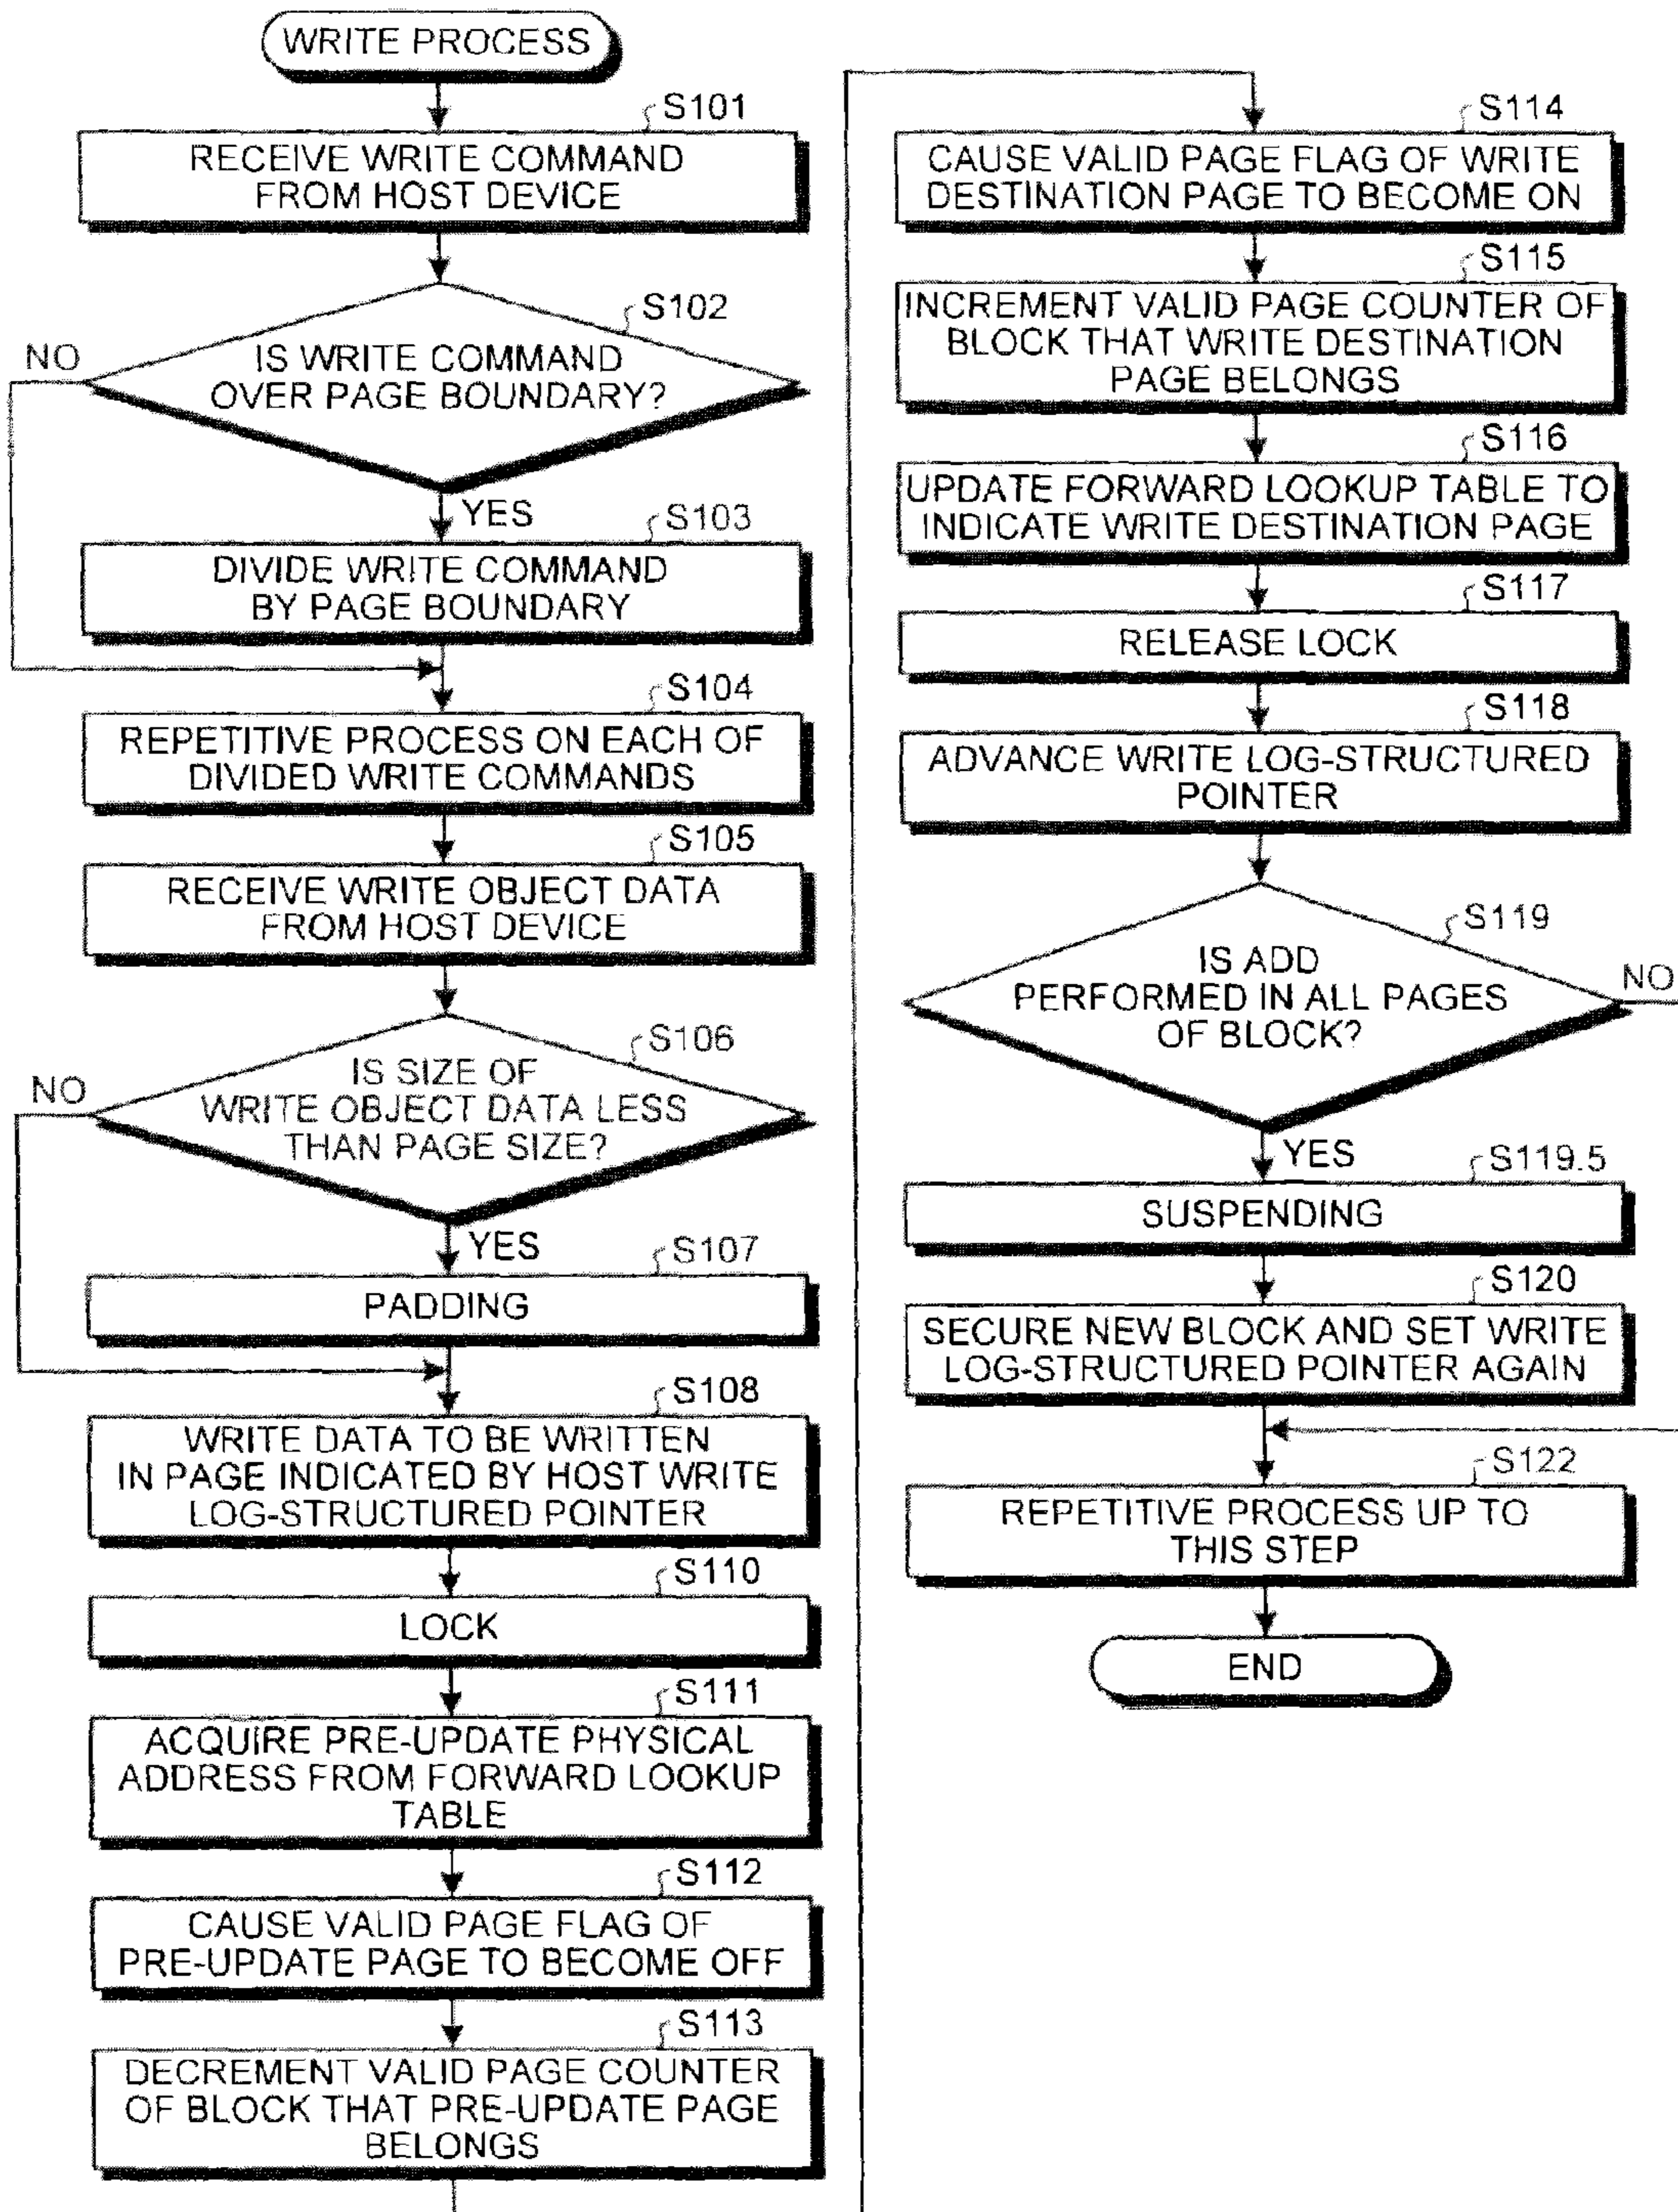 WRITE PROCESS
S101
RECEIVE WRITE COMMAND
FROM HOST DEVICE
S102
IS WRITE COMMAND
OVER PAGE BOUNDARY?
NO
YES
S103
DIVIDE WRITE COMMAND
BY PAGE BOUNDARY
S104
REPETITIVE PROCESS ON EACH OF
DIVIDED WRITE COMMANDS
S105
RECEIVE WRITE OBJECT DATA
FROM HOST DEVICE
S106
IS SIZE OF
WRITE OBJECT DATA LESS
THAN PAGE SIZE?
NO
YES
S107
PADDING
S108
WRITE DATA TO BE WRITTEN
IN PAGE INDICATED BY HOST WRITE
LOG-STRUCTURED POINTER
S110
LOCK
S111
ACQUIRE PRE-UPDATE PHYSICAL
ADDRESS FROM FORWARD LOOKUP
TABLE
S112
CAUSE VALID PAGE FLAG OF
PRE-UPDATE PAGE TO BECOME OFF
S113
DECREMENT VALID PAGE COUNTER
OF BLOCK THAT PRE-UPDATE PAGE
BELONGS
S114
CAUSE VALID PAGE FLAG OF WRITE
DESTINATION PAGE TO BECOME ON
S115
INCREMENT VALID PAGE COUNTER OF
BLOCK THAT WRITE DESTINATION
PAGE BELONGS
S116
UPDATE FORWARD LOOKUP TABLE TO
INDICATE WRITE DESTINATION PAGE
S117
RELEASE LOCK
S118
ADVANCE WRITE LOG-STRUCTURED
POINTER
S119
IS ADD
PERFORMED IN ALL PAGES
OF BLOCK?
NO
YES
S119.5
SUSPENDING
S120
SECURE NEW BLOCK AND SET WRITE
LOG-STRUCTURED POINTER AGAIN
S122
REPETITIVE PROCESS UP TO
THIS STEP
END